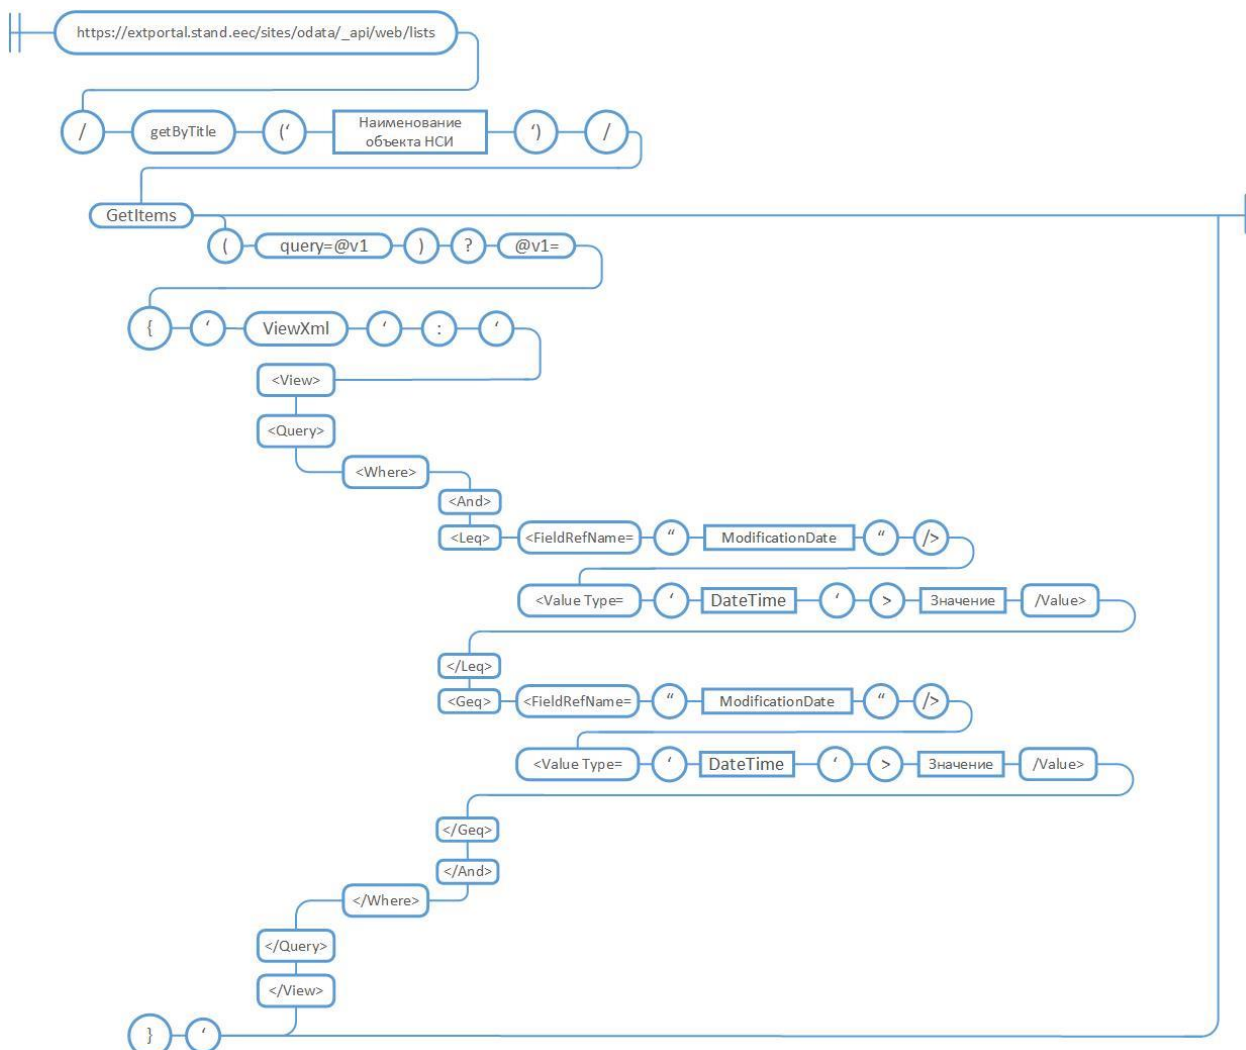 https://extportal.stand.eec/sites/odata/_api/web/lists
/ getByTitle (‘ Наименование объекта НСИ ‘) /
GetItems
( query=@v1 ) ? @v1=
{ ‘ ViewXml ‘ : ‘
<View>
<Query>
<Where>
<And>
<Leq> <FieldRefName= “ ModificationDate “ />
<Value Type= ‘ DateTime ‘ > Значение /Value>
</Leq>
<Geq> <FieldRefName= “ ModificationDate “ />
<Value Type= ‘ DateTime ‘ > Значение /Value>
</Geq>
</And>
</Where>
</Query>
</View>
} ‘